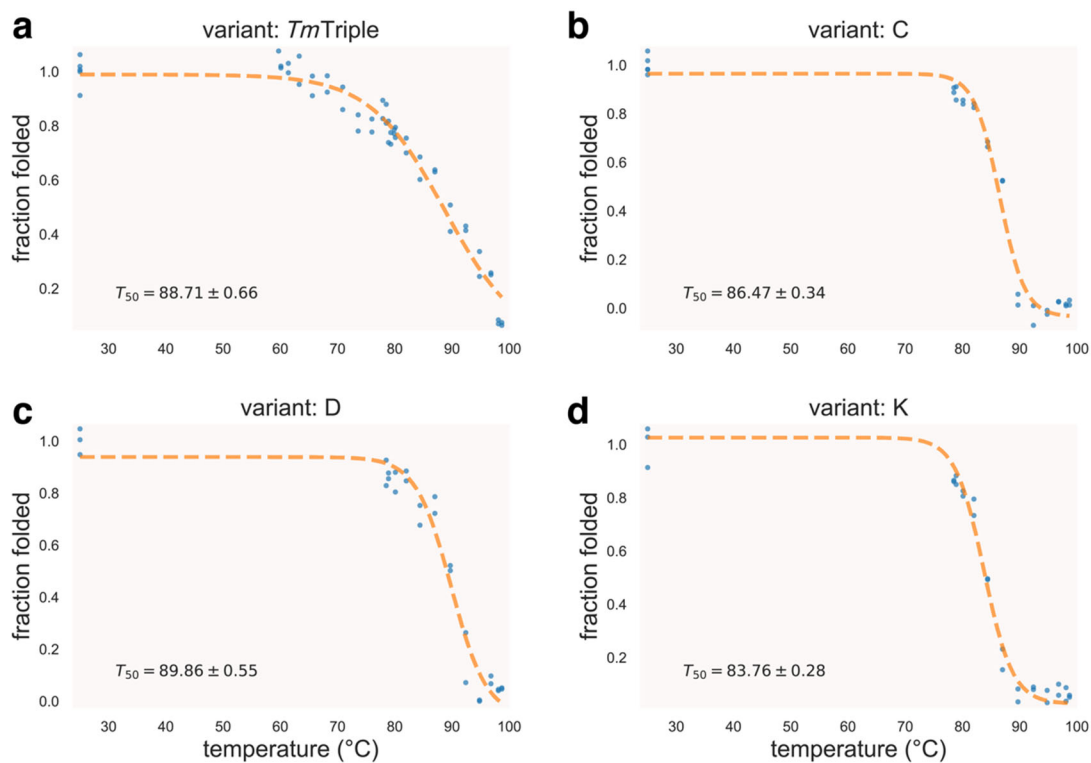 a
variant: TmTriple
fraction folded
1.0
0.8
0.6
0.4
0.2
T50 = 88.71 ± 0.66
30 40 50 60 70 80 90 100
b
variant: C
fraction folded
1.0
0.8
0.6
0.4
0.2
0.0
T50 = 86.47 ± 0.34
30 40 50 60 70 80 90 100
c
variant: D
fraction folded
1.0
0.8
0.6
0.4
0.2
0.0
T50 = 89.86 ± 0.55
30 40 50 60 70 80 90 100
temperature (°C)
d
variant: K
fraction folded
1.0
0.8
0.6
0.4
0.2
T50 = 83.76 ± 0.28
30 40 50 60 70 80 90 100
temperature (°C)